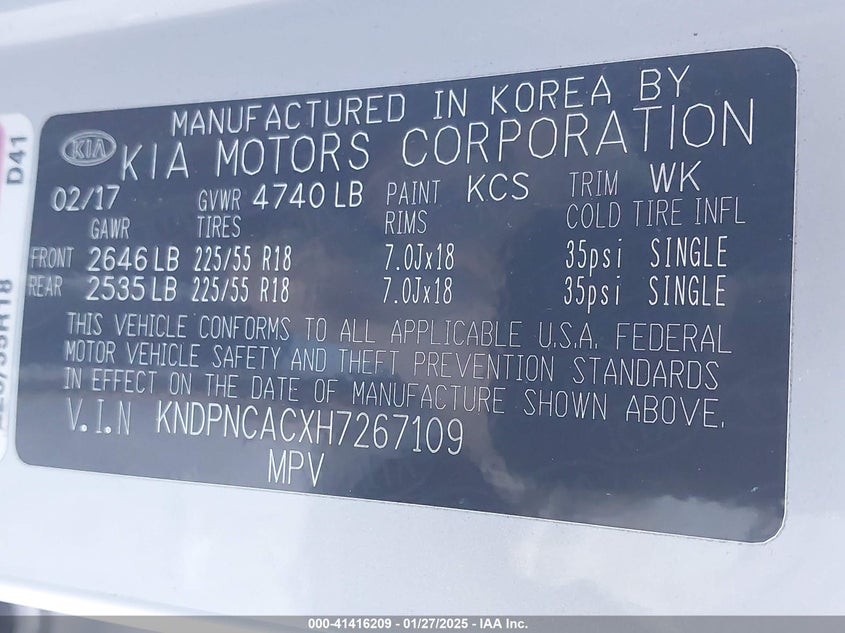 MANUFACTURED IN KOREA BY
KIA KIA MOTORS CORPORATION
02/17 GVWR 4740 LB PAINT KCS TRIM WK
GAWR TIRES RIMS COLD TIRE INFL
FRONT 2646 LB 225/55 R18 7.0Jx18 35psi SINGLE
REAR 2535 LB 225/55 R18 7.0Jx18 35psi SINGLE
THIS VEHICLE CONFORMS TO ALL APPLICABLE U.S.A. FEDERAL
MOTOR VEHICLE SAFETY AND THEFT PREVENTION STANDARDS
IN EFFECT ON THE DATE OF MANUFACTURE SHOWN ABOVE.
V.I.N KNDPNCACXH7267109
MPV
D41
000-41416209 - 01/27/2025 - IAA Inc.